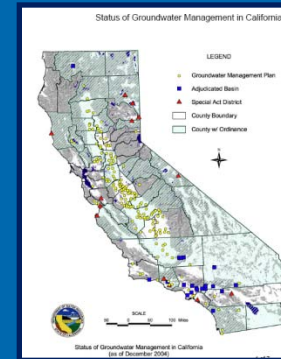 Status of Groundwater Management in California
LEGEND
Groundwater Management Plan
Adjudicated Basin
Special Act District
County Boundary
County w/ Ordinance
SCALE
Miles
Status of Groundwater Management in California
(as of December 2004)